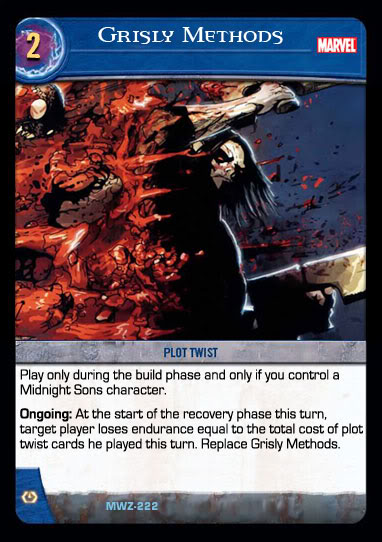 2
Grisly Methods
MARVEL
PLOT TWIST
Play only during the build phase and only if you control a
Midnight Sons character.
Ongoing: At the start of the recovery phase this turn,
target player loses endurance equal to the total cost of plot
twist cards he played this turn. Replace Grisly Methods.
MWZ-222